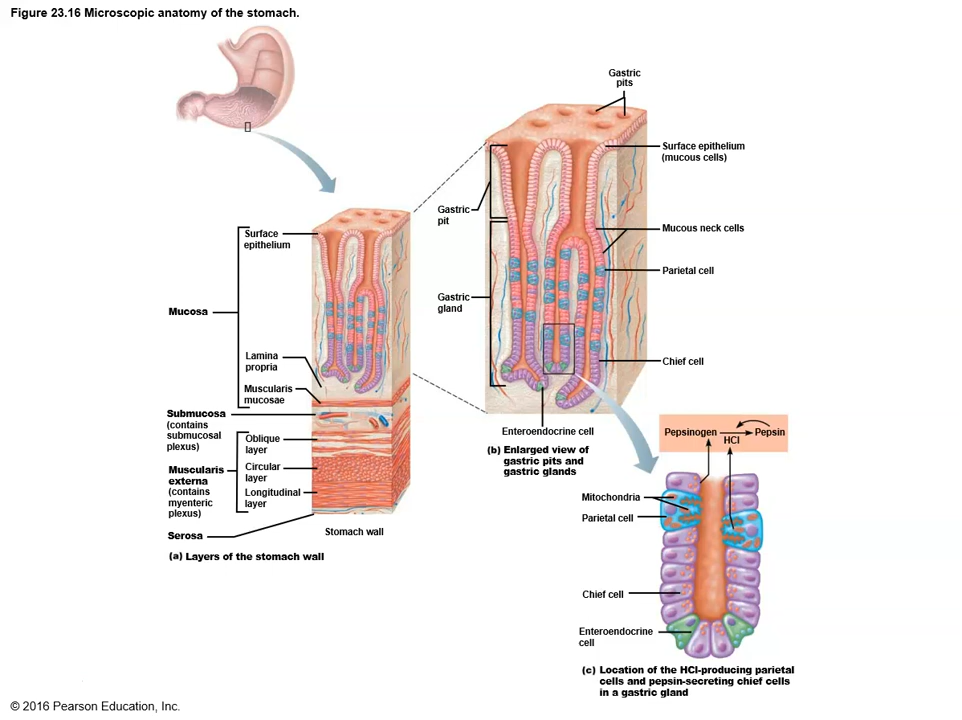 Figure 23.16 Microscopic anatomy of the stomach.
Surface
epithelium
Mucosa
Lamina
propria
Muscularis
mucosae
Submucosa
(contains
submucosal
plexus)
Oblique
layer
Muscularis
externa
(contains
myenteric
plexus)
Circular
layer
Longitudinal
layer
Serosa
Stomach wall
(a) Layers of the stomach wall
Gastric
pits
Surface epithelium
(mucous cells)
Gastric
pit
Mucous neck cells
Parietal cell
Gastric
gland
Chief cell
Enteroendocrine cell
(b) Enlarged view of
gastric pits and
gastric glands
Pepsinogen
Pepsin
HCl
Mitochondria
Parietal cell
Chief cell
Enteroendocrine
cell
(c) Location of the HCl-producing parietal
cells and pepsin-secreting chief cells
in a gastric gland
© 2016 Pearson Education, Inc.